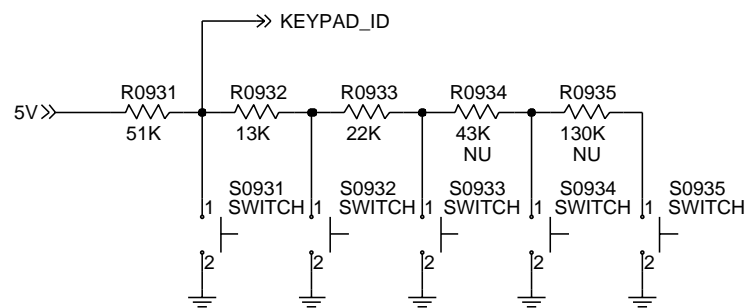 KEYPAD_ID
R0931 R0932 R0933 R0934 R0935
5V
51K 13K 22K 43K 130K
NU NU
S0931 S0932 S0933 S0934 S0935
1 SWITCH 1 SWITCH 1 SWITCH 1 SWITCH 1 SWITCH
2 2 2 2 2